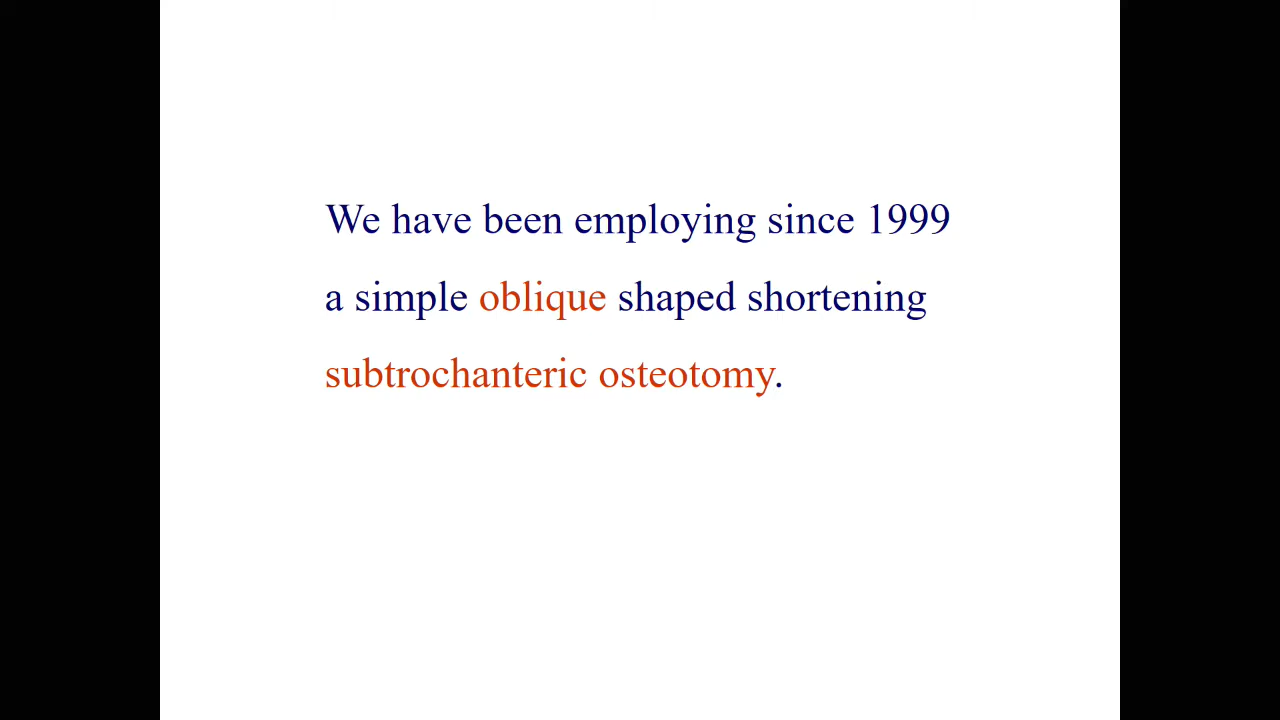 We have been employing since 1999
a simple oblique shaped shortening
subtrochanteric osteotomy.